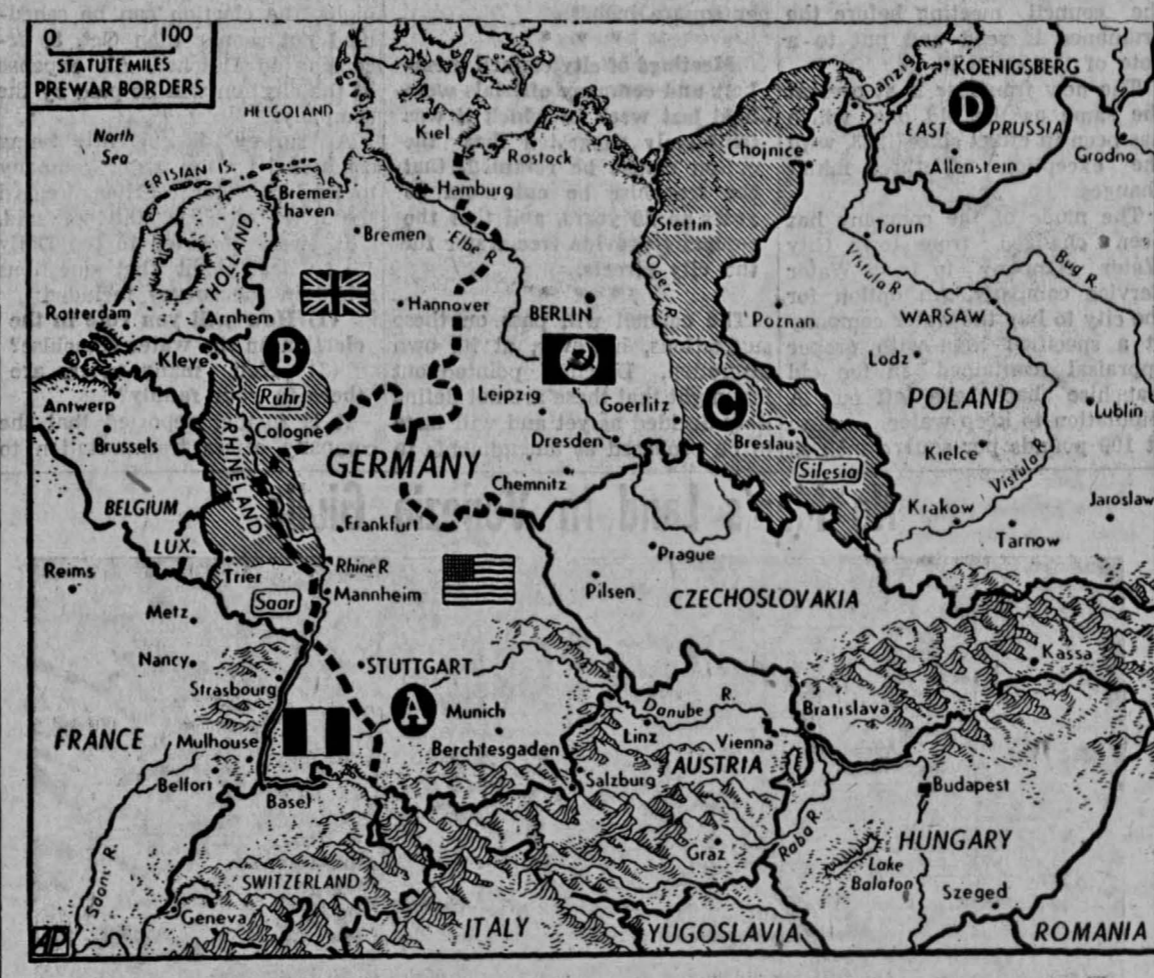 0 100
STATUTE MILES
PREWAR BORDERS
North
Sea
HELGOLAND
Kiel
Rostock
Danzig
KOENIGSBERG
D
EAST PRUSSIA
Allenstein
Grodno
Chojnice
ERISIAN IS.
Bremer
haven
Hamburg
Bremen
Elbe R
HOLLAND
Stettin
Oder R.
Torun
Vistula R
Bug R.
Hannover
BERLIN
Poznan
WARSAW
Rotterdam
Arnhem
Kleve
B
Ruhr
Lodz
POLAND
Lublin
Antwerp
Brussels
RHINELAND
Cologne
Leipzig
Goerlitz
C
Breslau
Dresden
Silesia
Kielce
Vistula
GERMANY
Chemnitz
BELGIUM
Krakow
Jaroslaw
Tarnow
LUX.
Frankfurt
Prague
Reims
Trier
Rhine R
Saar
Mannheim
Pilsen
CZECHOSLOVAKIA
Metz
Nancy
STUTTGART
Kassa
Strasbourg
A
Munich
Danube R.
Bratislava
FRANCE
Mulhouse
Berchtesgaden
Linz
Vienna
AUSTRIA
Belfort
Salzburg
Basel
Budapest
Raba R.
HUNGARY
Graz
Lake
Balaton
Saone R.
SWITZERLAND
Geneva
Szeged
ITALY
YUGOSLAVIA
ROMANIA
AP